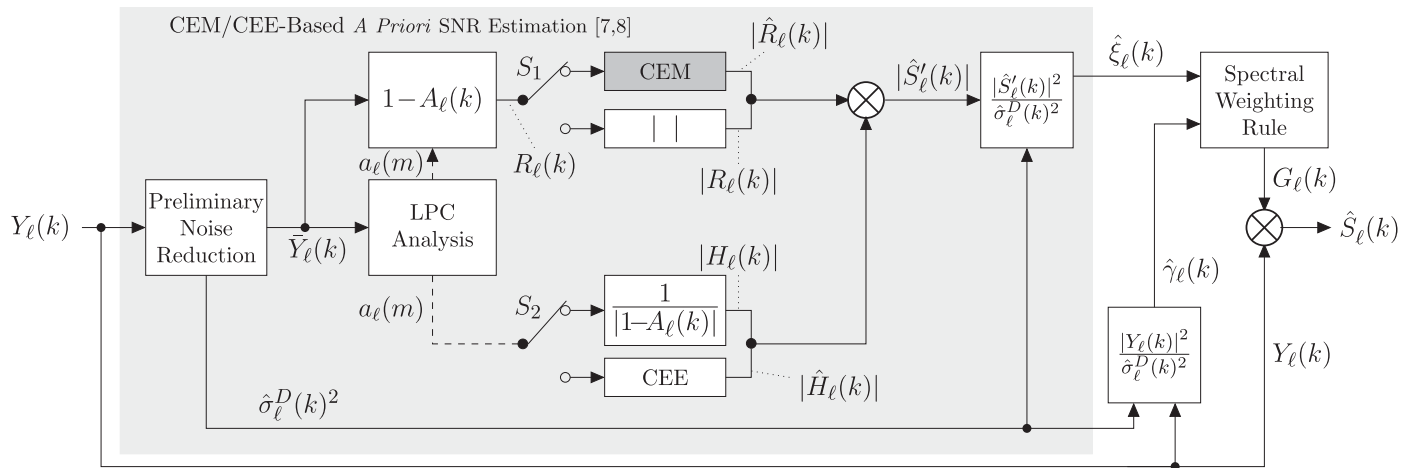 CEM/CEE-Based A Priori SNR Estimation [7,8]
|R̂ℓ(k)|
ξ̂ℓ(k)
S₁
CEM
|Ŝ′ℓ(k)|
1−Aℓ(k)
|Ŝ′ℓ(k)|²
σ̂ℓᴰ(k)²
Spectral
Weighting
Rule
| |
Rℓ(k)
aℓ(m)
|Rℓ(k)|
Gℓ(k)
Preliminary
Noise
Reduction
LPC
Analysis
Yℓ(k)
Ȳℓ(k)
Ŝℓ(k)
|Hℓ(k)|
γ̂ℓ(k)
aℓ(m)
S₂
1
|1−Aℓ(k)|
|Yℓ(k)|²
σ̂ℓᴰ(k)²
Yℓ(k)
CEE
|Ĥℓ(k)|
σ̂ℓᴰ(k)²